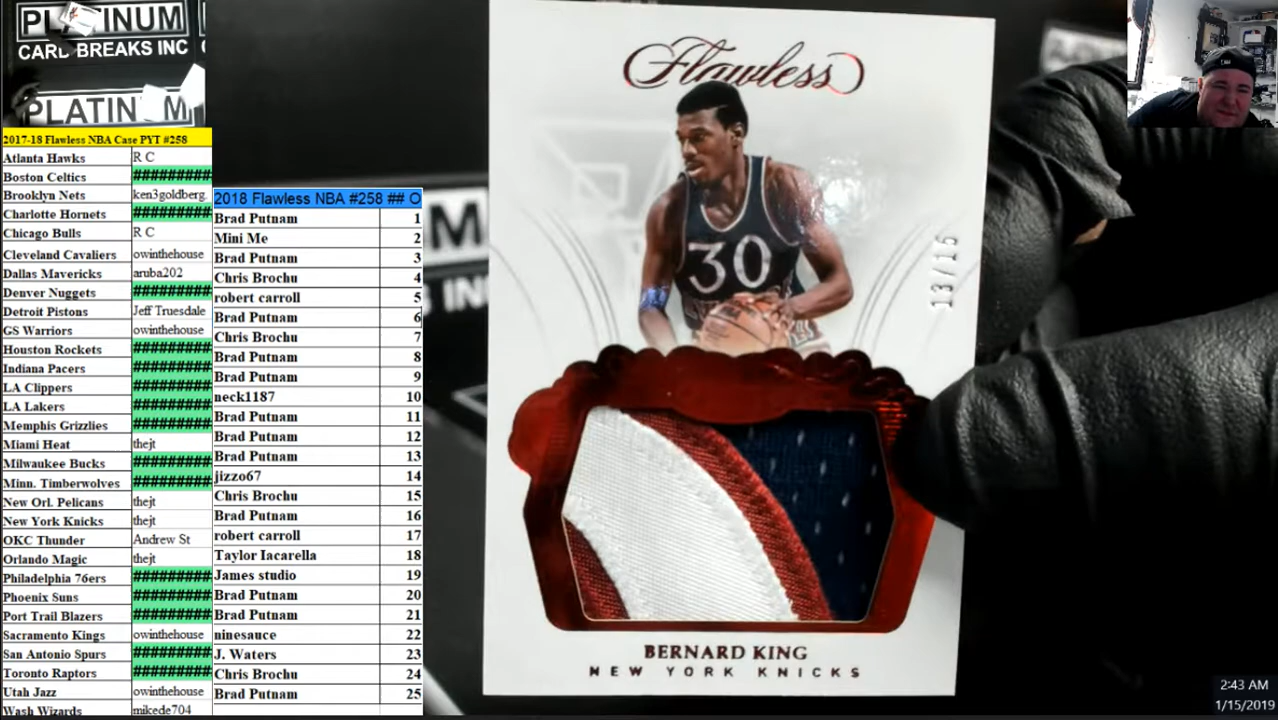 PLATINUM
CARD BREAKS INC
PLATIN M
2017-18 Flawless NBA Case PYT #258
Atlanta Hawks R C
Boston Celtics #########
Brooklyn Nets ken3goldberg.
Charlotte Hornets #########
Chicago Bulls R C
Cleveland Cavaliers owinthehouse
Dallas Mavericks aruba202
Denver Nuggets #########
Detroit Pistons Jeff Truesdale
GS Warriors owinthehouse
Houston Rockets #########
Indiana Pacers #########
LA Clippers #########
LA Lakers #########
Memphis Grizzlies #########
Miami Heat thejt
Milwaukee Bucks #########
Minn. Timberwolves #########
New Orl. Pelicans thejt
New York Knicks thejt
OKC Thunder Andrew St
Orlando Magic thejt
Philadelphia 76ers #########
Phoenix Suns #########
Port Trail Blazers #########
Sacramento Kings owinthehouse
San Antonio Spurs #########
Toronto Raptors #########
Utah Jazz owinthehouse
Wash Wizards mikede704
2018 Flawless NBA #258 ## O
Brad Putnam 1
Mini Me 2
Brad Putnam 3
Chris Brochu 4
robert carroll 5
Brad Putnam 6
Chris Brochu 7
Brad Putnam 8
Brad Putnam 9
neck1187 10
Brad Putnam 11
Brad Putnam 12
Brad Putnam 13
jizzo67 14
Chris Brochu 15
Brad Putnam 16
robert carroll 17
Taylor Iacarella 18
James studio 19
Brad Putnam 20
Brad Putnam 21
ninesauce 22
J. Waters 23
Chris Brochu 24
Brad Putnam 25
Flawless
30
13/15
BERNARD KING
NEW YORK KNICKS
2:43 AM
1/15/2019